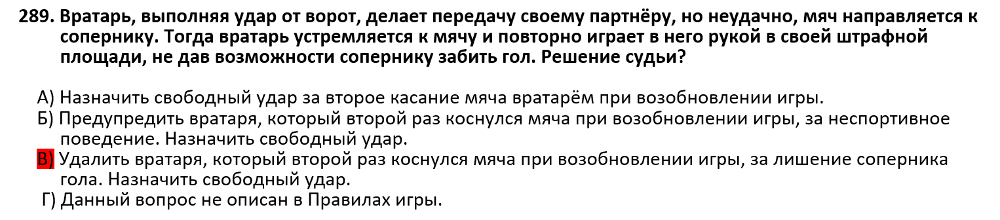 289. Вратарь, выполняя удар от ворот, делает передачу своему партнёру, но неудачно, мяч направляется к
сопернику. Тогда вратарь устремляется к мячу и повторно играет в него рукой в своей штрафной
площади, не дав возможности сопернику забить гол. Решение судьи?
А) Назначить свободный удар за второе касание мяча вратарём при возобновлении игры.
Б) Предупредить вратаря, который второй раз коснулся мяча при возобновлении игры, за неспортивное
поведение. Назначить свободный удар.
В) Удалить вратаря, который второй раз коснулся мяча при возобновлении игры, за лишение соперника
гола. Назначить свободный удар.
Г) Данный вопрос не описан в Правилах игры.